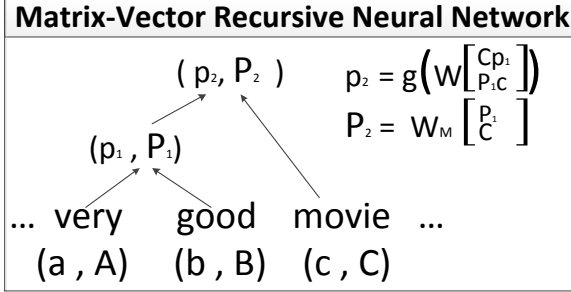 Matrix-Vector Recursive Neural Network
(p₂, P₂) p₂ = g(W[Cp₁ P₁c])
P₂ = W_M [P₁ C]
(p₁, P₁)
... very good movie ...
(a , A) (b , B) (c , C)